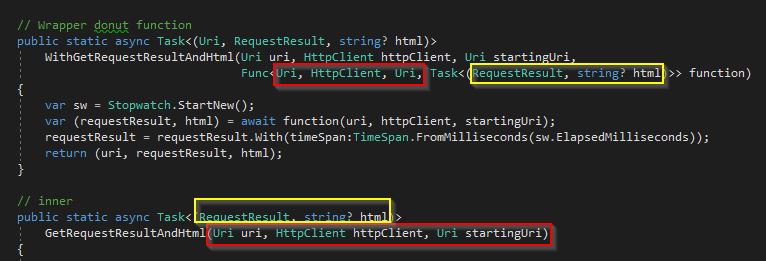 // Wrapper donut function
public static async Task<(Uri, RequestResult, string? html)>
WithGetRequestResultAndHtml(Uri uri, HttpClient httpClient, Uri startingUri,
Func<Uri, HttpClient, Uri, Task<(RequestResult, string? html)>> function)
{
var sw = Stopwatch.StartNew();
var (requestResult, html) = await function(uri, httpClient, startingUri);
requestResult = requestResult.With(timeSpan:TimeSpan.FromMilliseconds(sw.ElapsedMilliseconds));
return (uri, requestResult, html);
}
// inner
public static async Task<(RequestResult, string? html)>
GetRequestResultAndHtml(Uri uri, HttpClient httpClient, Uri startingUri)
{